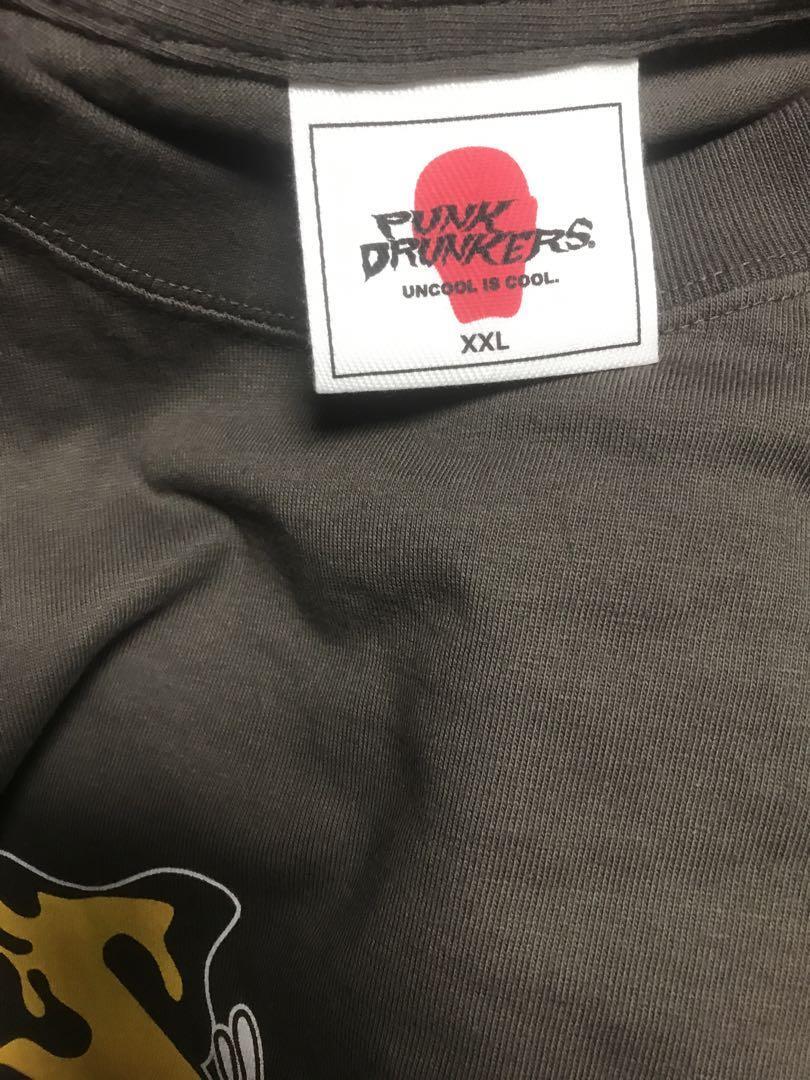 PUNK
DRUNKERS.
UNCOOL IS COOL.
XXL